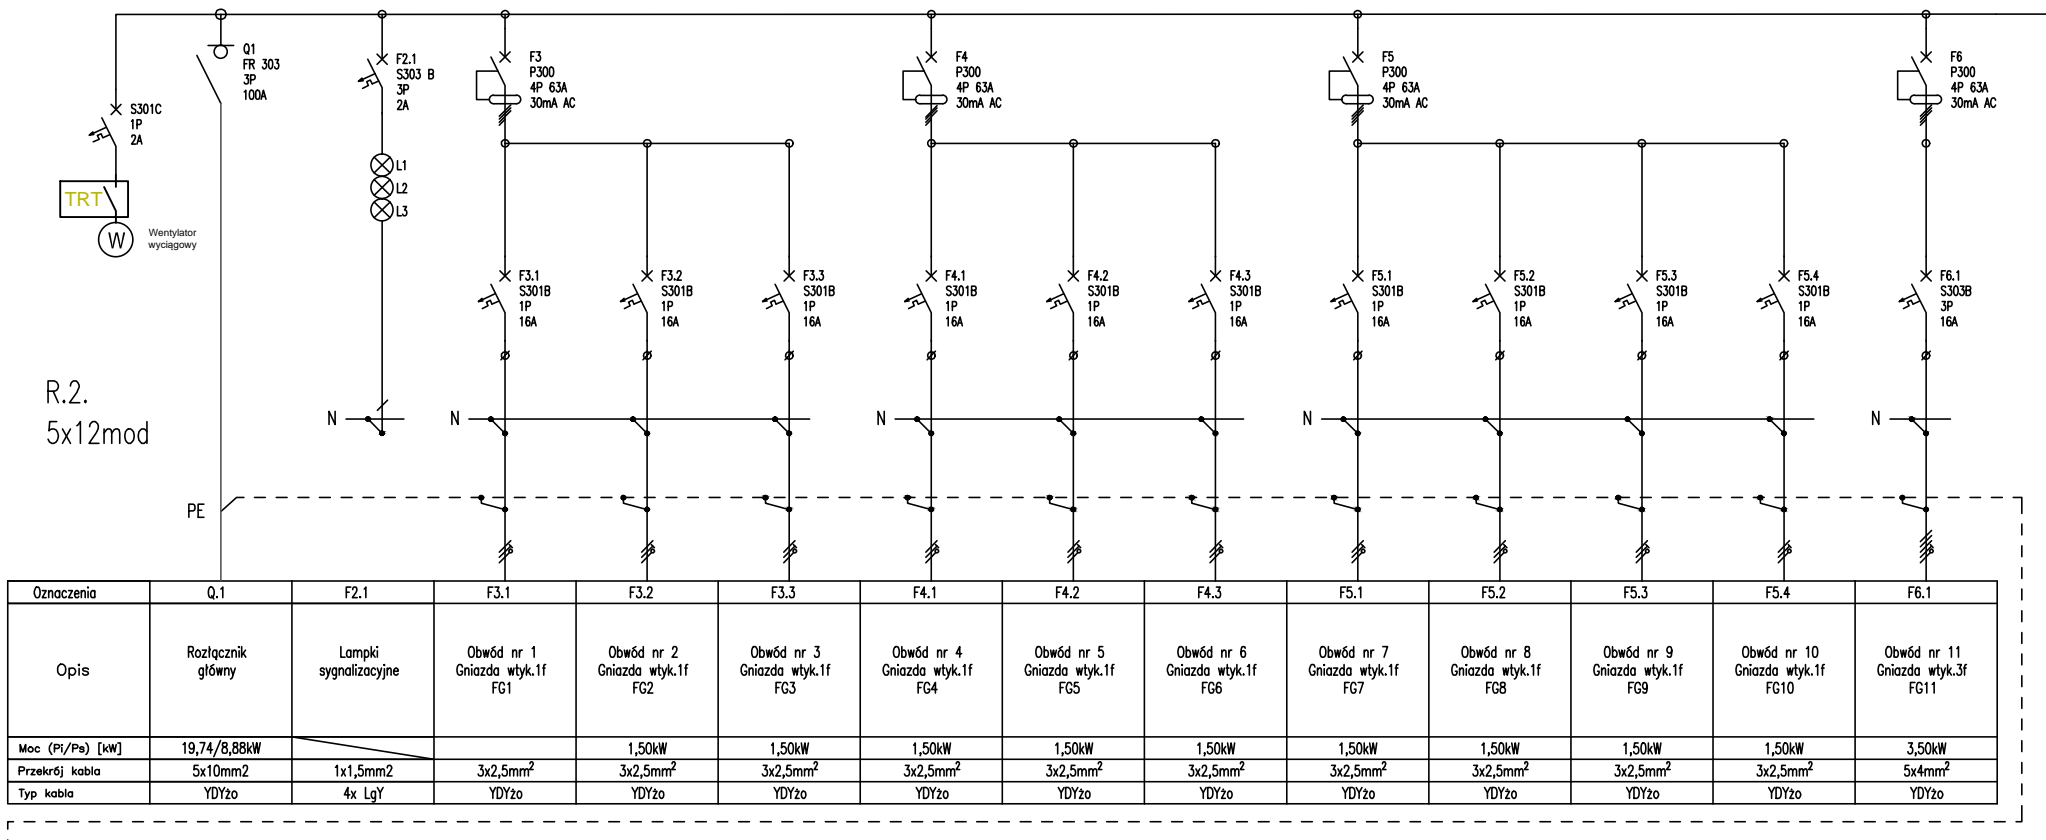 Q1
FR 303
3P
100A
F2.1
S303 B
3P
2A
F3
P300
4P 63A
30mA AC
F4
P300
4P 63A
30mA AC
F5
P300
4P 63A
30mA AC
F6
P300
4P 63A
30mA AC
S301C
1P
2A
TRT
W
Wentylator
wyciągowy
L1
L2
L3
F3.1
S301B
1P
16A
F3.2
S301B
1P
16A
F3.3
S301B
1P
16A
F4.1
S301B
1P
16A
F4.2
S301B
1P
16A
F4.3
S301B
1P
16A
F5.1
S301B
1P
16A
F5.2
S301B
1P
16A
F5.3
S301B
1P
16A
F5.4
S301B
1P
16A
F6.1
S303B
3P
16A
R.2.
5x12mod
N N N N N
PE
Oznaczenia Q.1 F2.1 F3.1 F3.2 F3.3 F4.1 F4.2 F4.3 F5.1 F5.2 F5.3 F5.4 F6.1
Opis
Rozłącznik
główny
Lampki
sygnalizacyjne
Obwód nr 1
Gniazda wtyk.1f
FG1
Obwód nr 2
Gniazda wtyk.1f
FG2
Obwód nr 3
Gniazda wtyk.1f
FG3
Obwód nr 4
Gniazda wtyk.1f
FG4
Obwód nr 5
Gniazda wtyk.1f
FG5
Obwód nr 6
Gniazda wtyk.1f
FG6
Obwód nr 7
Gniazda wtyk.1f
FG7
Obwód nr 8
Gniazda wtyk.1f
FG8
Obwód nr 9
Gniazda wtyk.1f
FG9
Obwód nr 10
Gniazda wtyk.1f
FG10
Obwód nr 11
Gniazda wtyk.3f
FG11
Moc (Pi/Ps) [kW] 19,74/8,88kW 1,50kW 1,50kW 1,50kW 1,50kW 1,50kW 1,50kW 1,50kW 1,50kW 1,50kW 3,50kW
Przekrój kabla 5x10mm2 1x1,5mm2 3x2,5mm² 3x2,5mm² 3x2,5mm² 3x2,5mm² 3x2,5mm² 3x2,5mm² 3x2,5mm² 3x2,5mm² 3x2,5mm² 3x2,5mm² 5x4mm²
Typ kabla YDYżo 4x LgY YDYżo YDYżo YDYżo YDYżo YDYżo YDYżo YDYżo YDYżo YDYżo YDYżo YDYżo